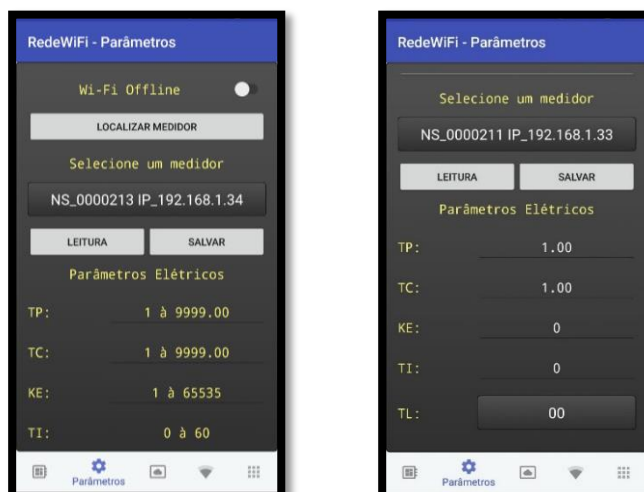 RedeWiFi - Parâmetros
Wi-Fi Offline
LOCALIZAR MEDIDOR
Selecione um medidor
NS_0000213 IP_192.168.1.34
LEITURA SALVAR
Parâmetros Elétricos
TP: 1 à 9999.00
TC: 1 à 9999.00
KE: 1 à 65535
TI: 0 à 60
Parâmetros
RedeWiFi - Parâmetros
Selecione um medidor
NS_0000211 IP_192.168.1.33
LEITURA SALVAR
Parâmetros Elétricos
TP: 1.00
TC: 1.00
KE: 0
TI: 0
TL: 00
Parâmetros